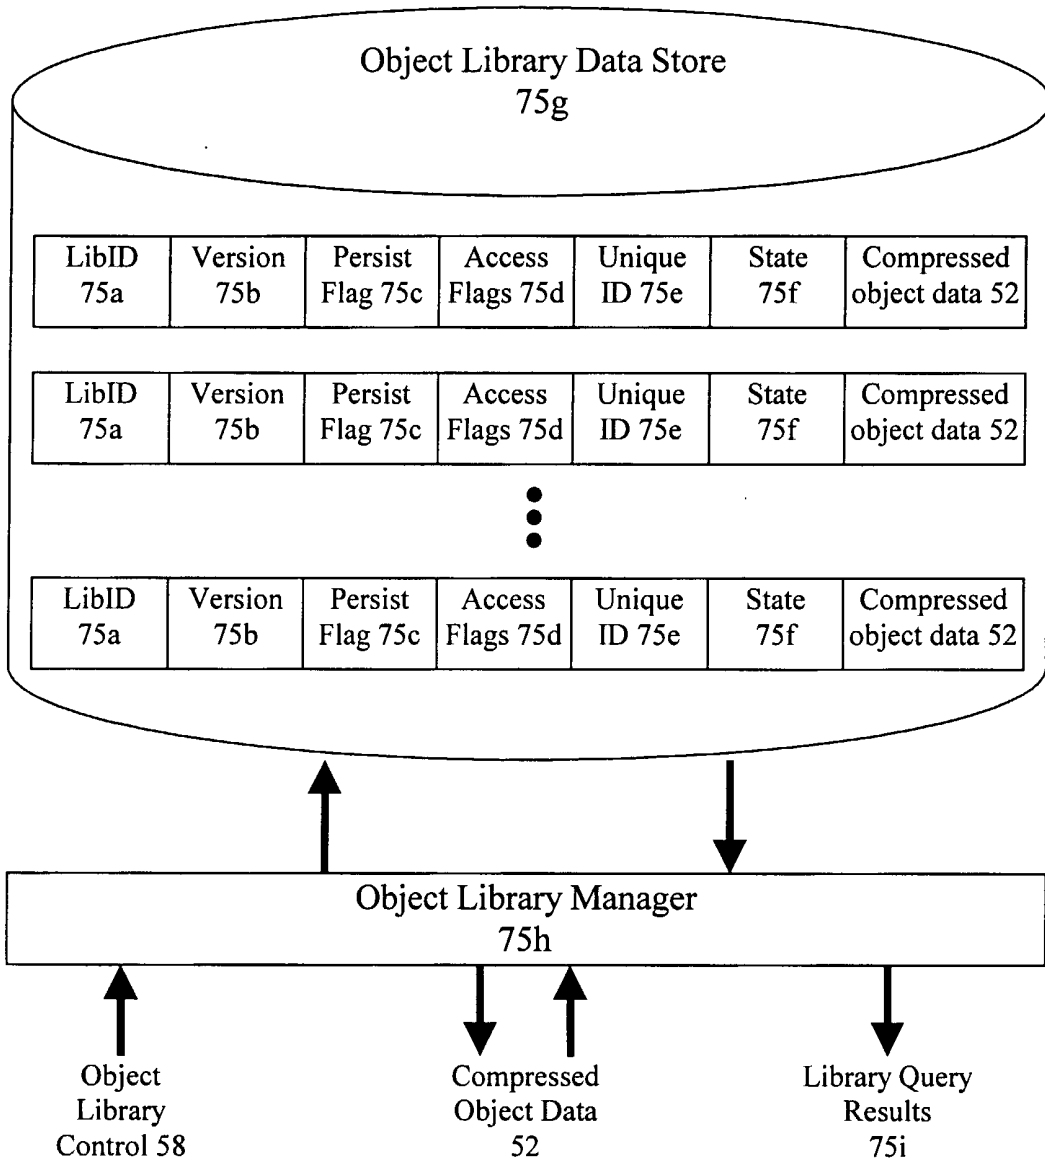 Object Library Data Store
75g
LibID Version Persist Access Unique State Compressed
75a 75b Flag 75c Flags 75d ID 75e 75f object data 52
LibID Version Persist Access Unique State Compressed
75a 75b Flag 75c Flags 75d ID 75e 75f object data 52
LibID Version Persist Access Unique State Compressed
75a 75b Flag 75c Flags 75d ID 75e 75f object data 52
Object Library Manager
75h
Object
Library
Control 58
Compressed
Object Data
52
Library Query
Results
75i